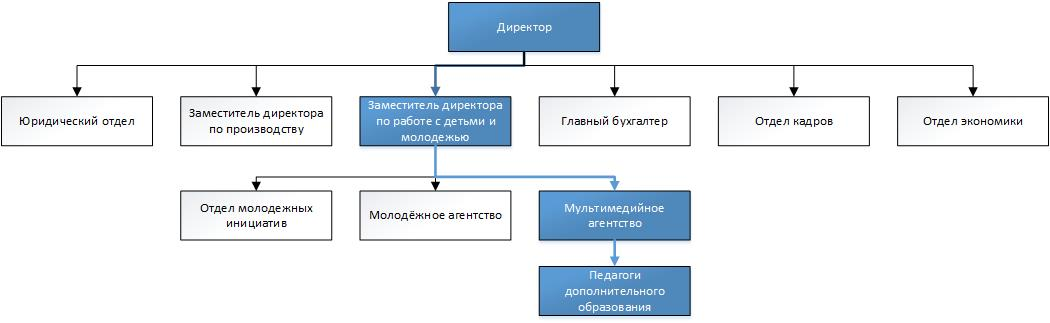 Директор
Юридический отдел
Заместитель директора
по производству
Заместитель директора
по работе с детьми и
молодежью
Главный бухгалтер
Отдел кадров
Отдел экономики
Отдел молодежных
инициатив
Молодёжное агентство
Мультимедийное
агентство
Педагоги
дополнительного
образования